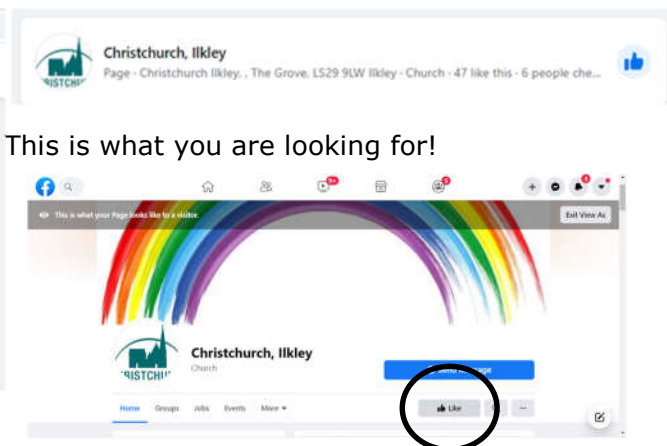 Christchurch, Ilkley
Page · Christchurch Ilkley, , The Grove, LS29 9LW Ilkley · Church · 47 like this · 6 people che...
This is what you are looking for!
9+
This is what your Page looks like to a visitor.
Exit View As
Christchurch, Ilkley
Church
Home Groups Jobs Events More
Like